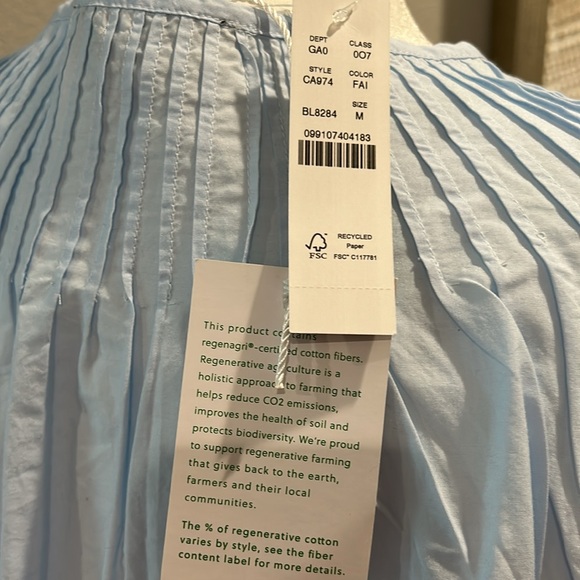 DEPT CLASS
GA0 007
STYLE COLOR
CA974 FAI
SIZE
BL8284 M
099107404183
RECYCLED
Paper
FSC
FSC™ C117781
This product contains
regenagri®-certified cotton fibers.
Regenerative agriculture is a
holistic approach to farming that
helps reduce CO2 emissions,
improves the health of soil and
protects biodiversity. We're proud
to support regenerative farming
that gives back to the earth,
farmers and their local
communities.
The % of regenerative cotton
varies by style, see the fiber
content label for more details.